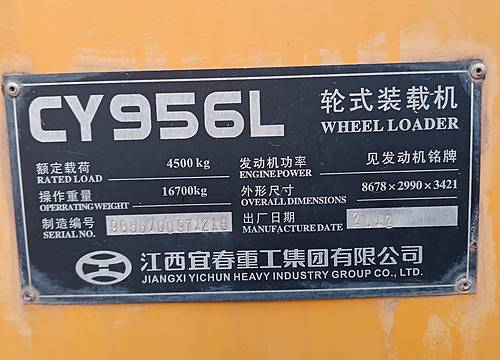 CY956L
轮式装载机
WHEEL LOADER
额定载荷 4500kg
RATED LOAD
发动机功率 见发动机铭牌
ENGINE POWER
操作重量 16700kg
OPERRATING WEIGHT
外形尺寸 8678×2990×3421
OVERALL DIMENSIONS
制造编号
SERIAL NO.
出厂日期
MANUFACTURE DATE
江西宜春重工集团有限公司
JIANGXI YICHUN HEAVY INDUSTRY GROUP CO., LTD.